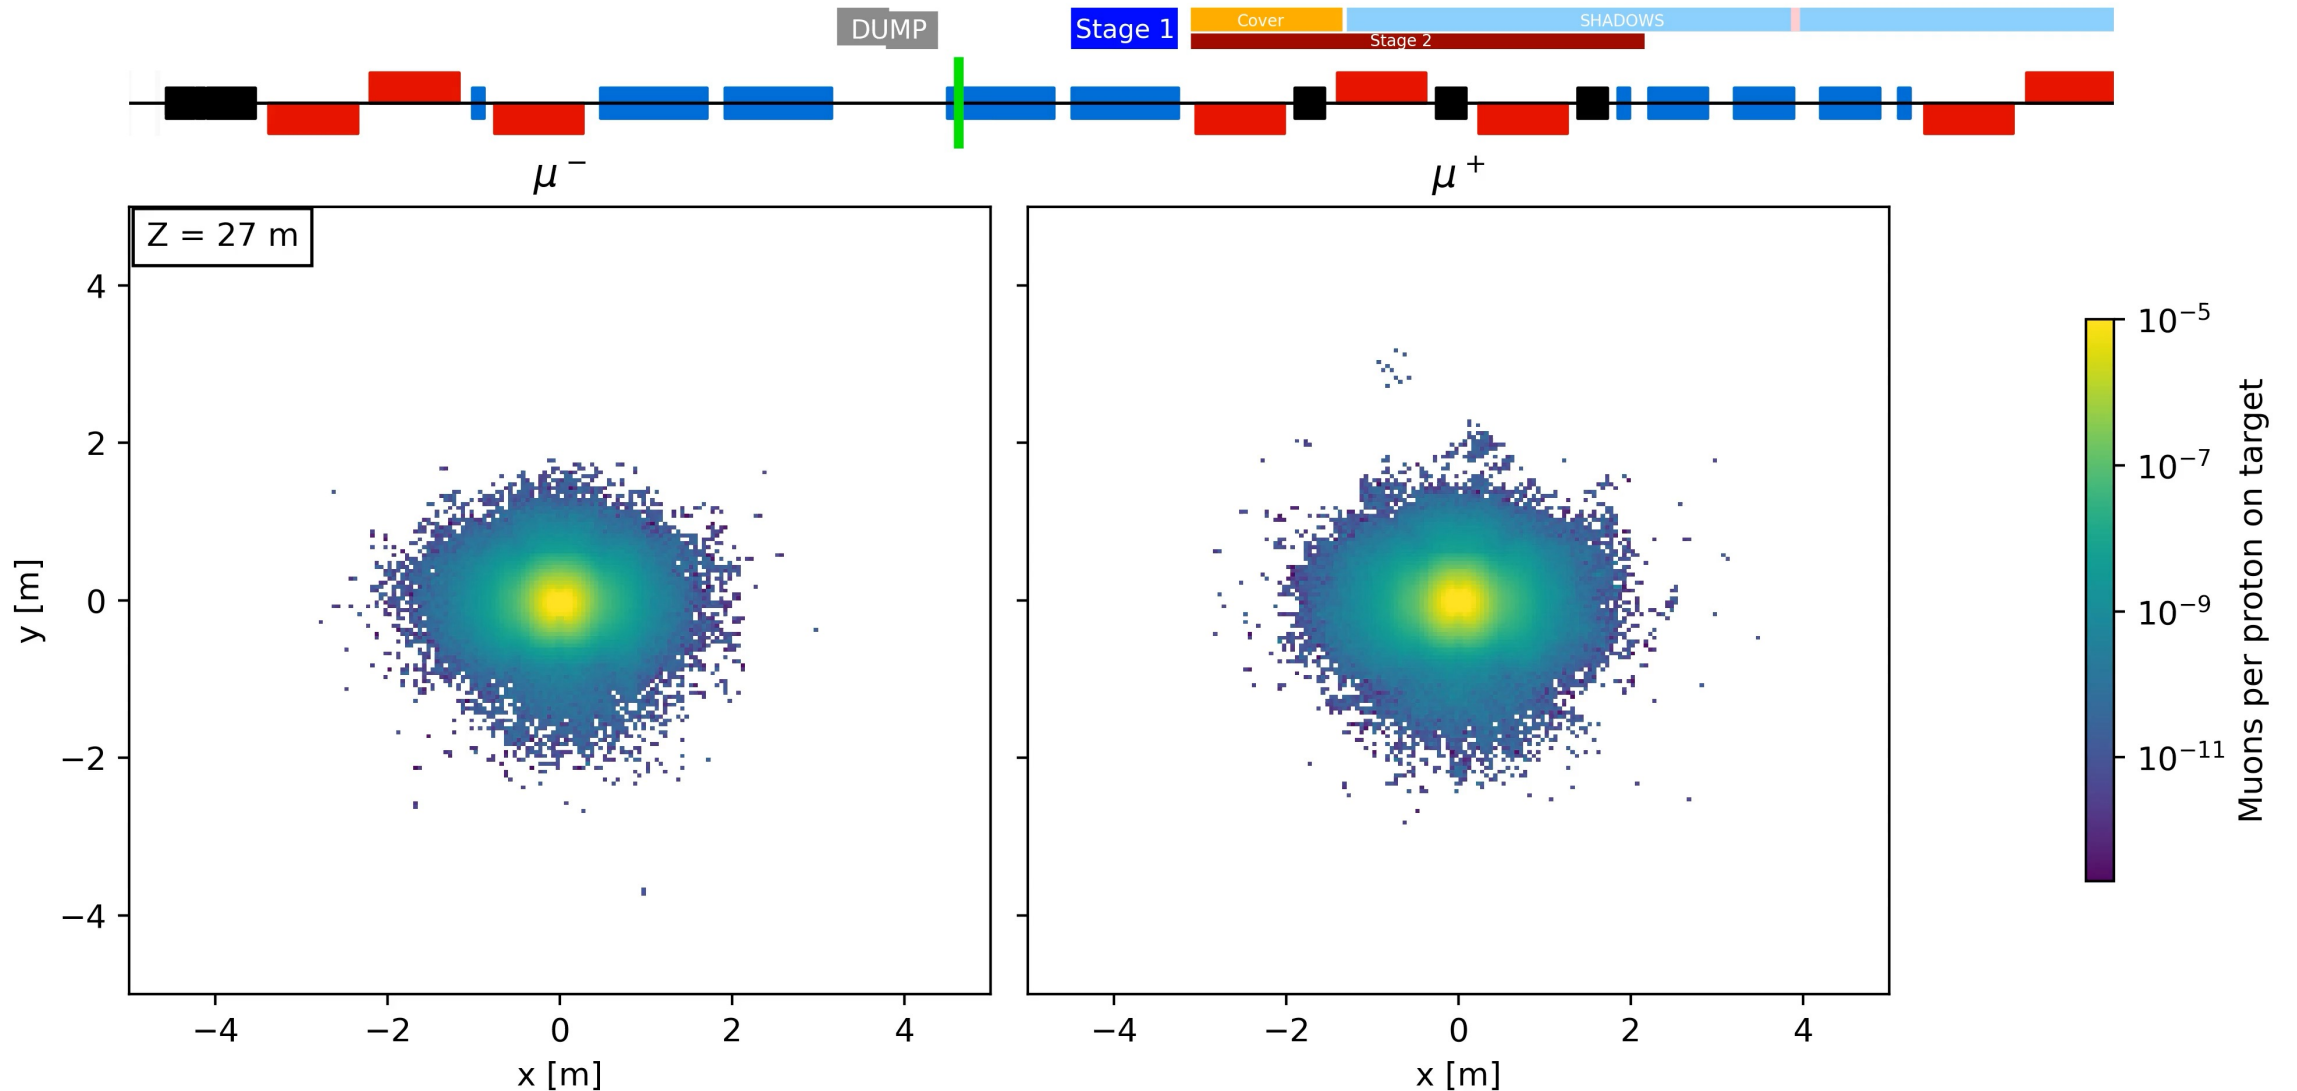 DUMP
Stage 1
Cover
SHADOWS
Stage 2
μ⁻
μ⁺
Z = 27 m
4
2
0
−2
−4
y [m]
−4 −2 0 2 4
x [m]
−4 −2 0 2 4
x [m]
10⁻⁵
10⁻⁷
10⁻⁹
10⁻¹¹
Muons per proton on target